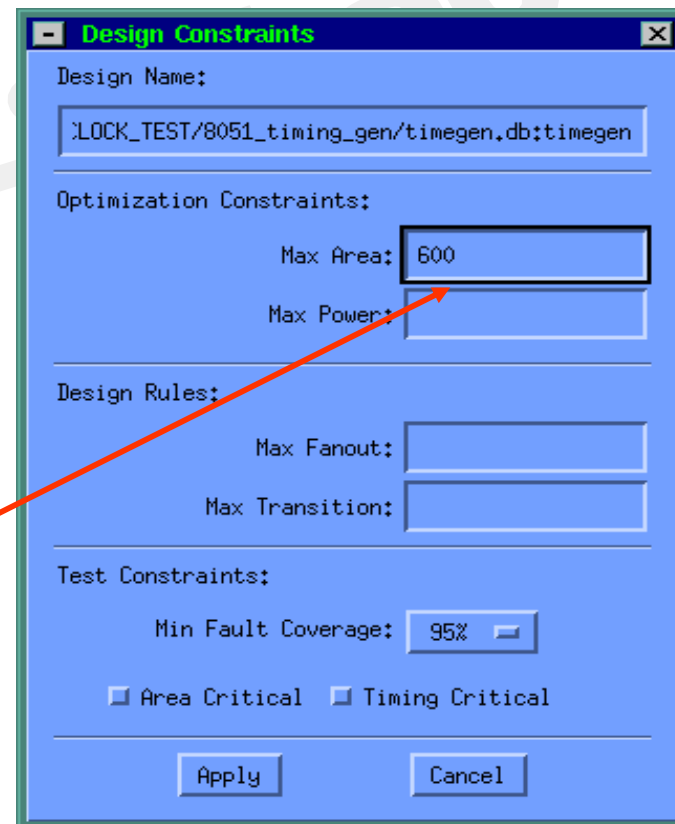 Design Constraints
Design Name:
LOCK_TEST/8051_timing_gen/timegen.db:timegen
Optimization Constraints:
Max Area: 600
Max Power:
Design Rules:
Max Fanout:
Max Transition:
Test Constraints:
Min Fault Coverage: 95%
Area Critical Timing Critical
Apply Cancel